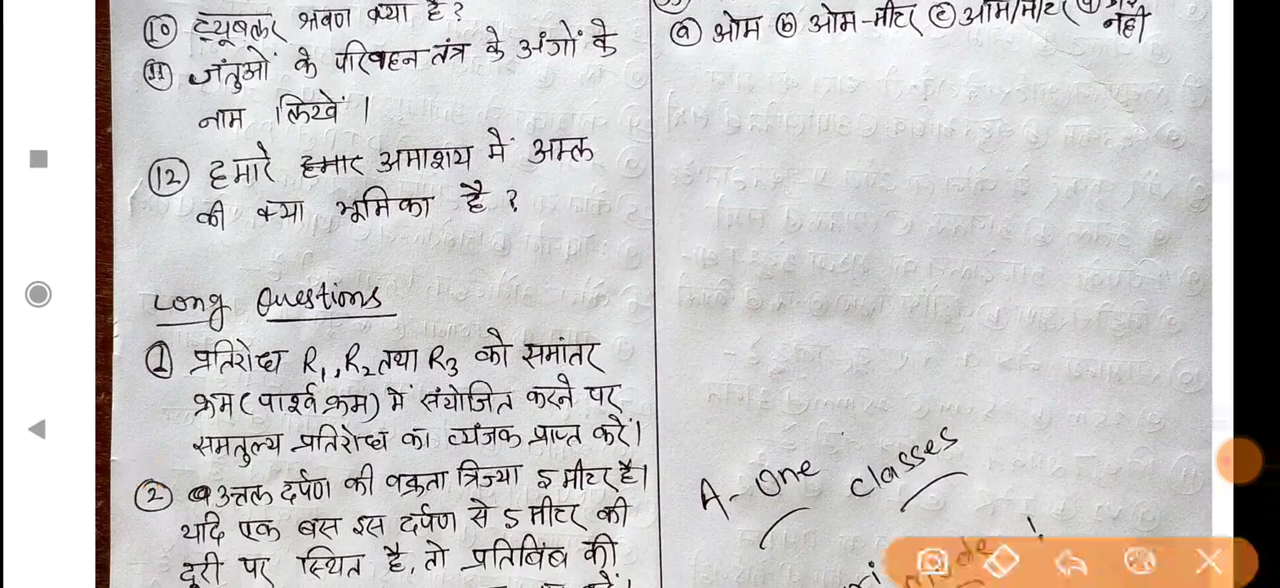 ⑩ ट्यूबलर श्रवण क्या है?
⑪ जंतुओं के परिवहन तंत्र के अंगों के
नाम लिखें।
⑫ हमारे हमार अमाशय में अम्ल
की क्या भूमिका है?
Long Questions
① प्रतिरोध R₁, R₂ तथा R₃ को समांतर
क्रम (पार्श्व क्रम) में संयोजित करने पर
समतुल्य प्रतिरोध का व्यंजक प्राप्त करें।
② उत्तल दर्पण की वक्रता त्रिज्या 5 मीटर है।
यदि एक बस इस दर्पण से 5 मीटर की
दूरी पर स्थित है, तो प्रतिबिंब की
ⓐ ओम ⓑ ओम-मीटर ⓒ ओम/मीटर ⓓ
नहीं
A-One classes